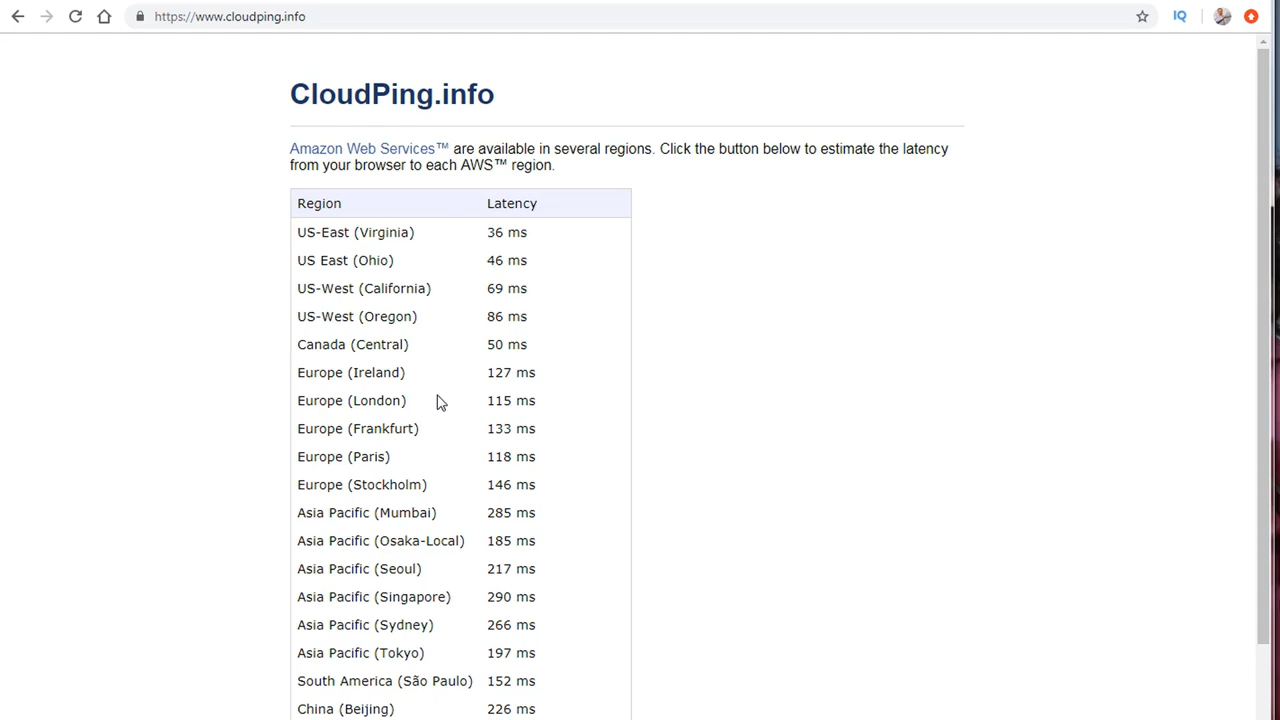 https://www.cloudping.info
IQ
CloudPing.info
Amazon Web Services™ are available in several regions. Click the button below to estimate the latency
from your browser to each AWS™ region.
Region Latency
US-East (Virginia) 36 ms
US East (Ohio) 46 ms
US-West (California) 69 ms
US-West (Oregon) 86 ms
Canada (Central) 50 ms
Europe (Ireland) 127 ms
Europe (London) 115 ms
Europe (Frankfurt) 133 ms
Europe (Paris) 118 ms
Europe (Stockholm) 146 ms
Asia Pacific (Mumbai) 285 ms
Asia Pacific (Osaka-Local) 185 ms
Asia Pacific (Seoul) 217 ms
Asia Pacific (Singapore) 290 ms
Asia Pacific (Sydney) 266 ms
Asia Pacific (Tokyo) 197 ms
South America (São Paulo) 152 ms
China (Beijing) 226 ms